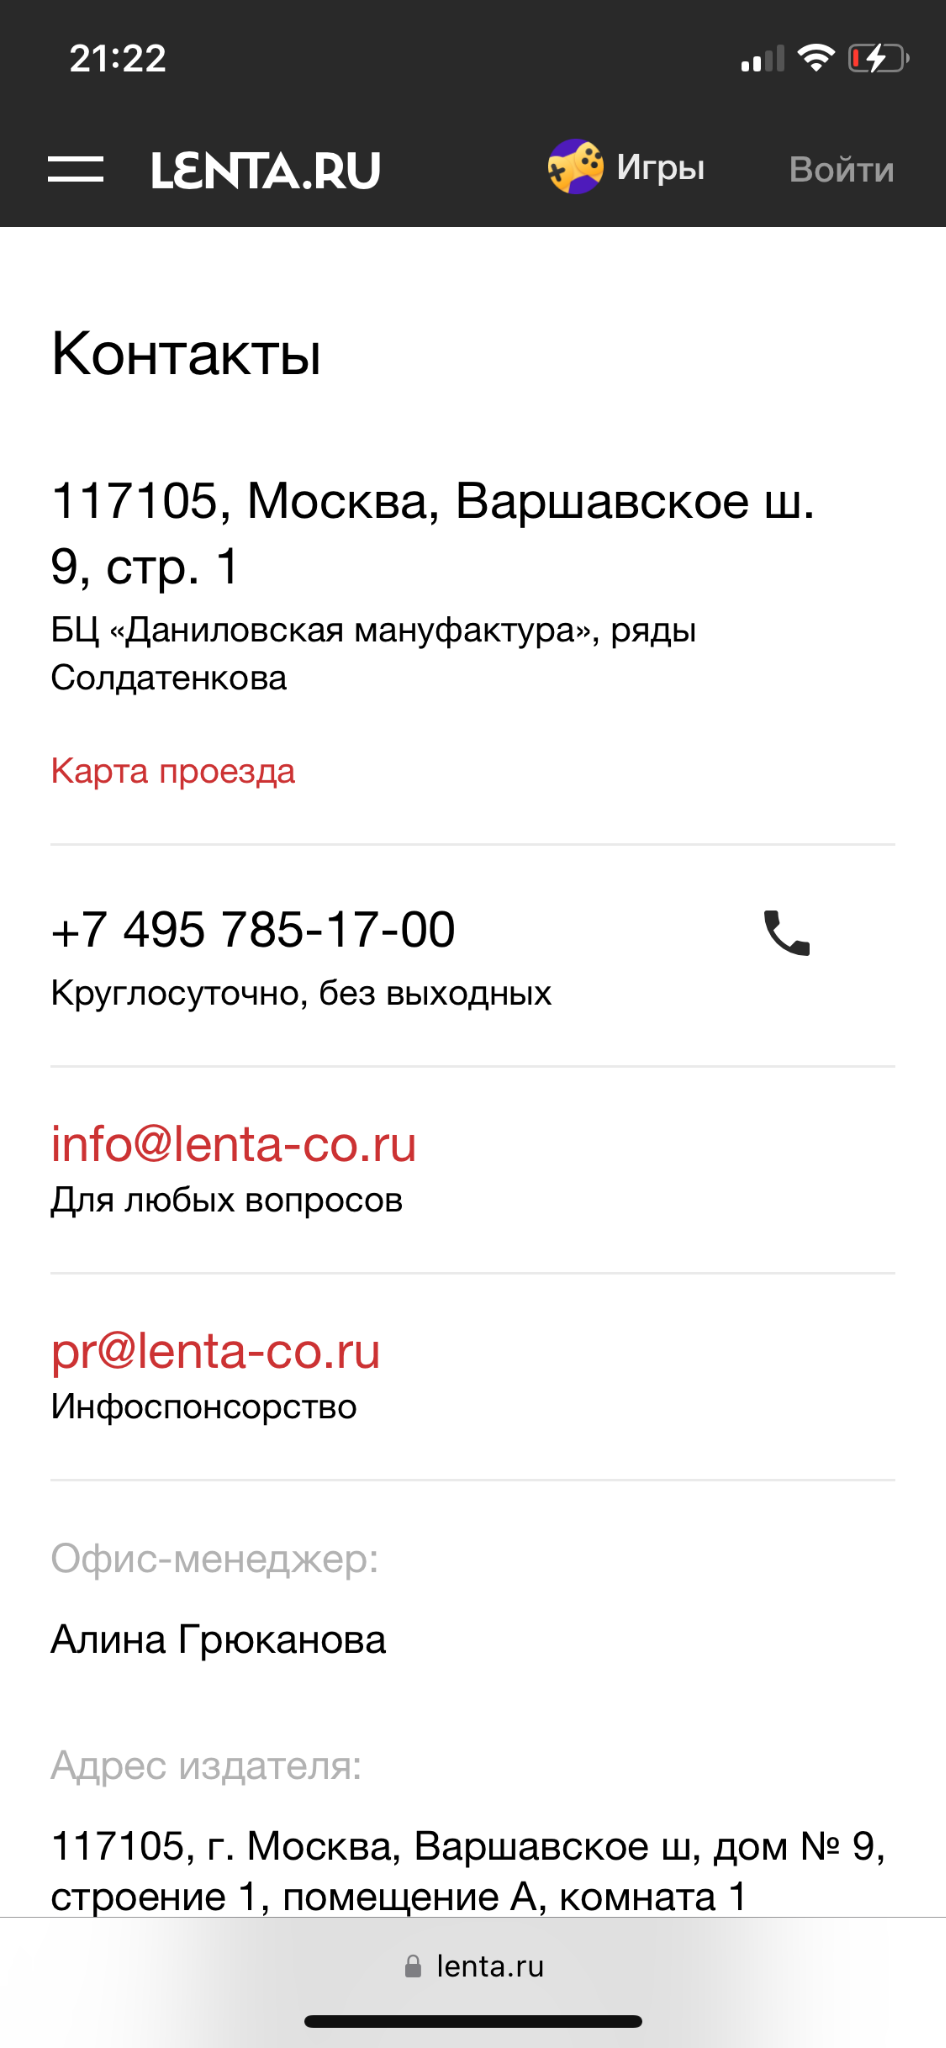 21:22
LENTA.RU
Игры
Войти
Контакты
117105, Москва, Варшавское ш.
9, стр. 1
БЦ «Даниловская мануфактура», ряды
Солдатенкова
Карта проезда
+7 495 785-17-00
Круглосуточно, без выходных
info@lenta-co.ru
Для любых вопросов
pr@lenta-co.ru
Инфоспонсорство
Офис-менеджер:
Алина Грюканова
Адрес издателя:
117105, г. Москва, Варшавское ш, дом № 9,
строение 1, помещение А, комната 1
lenta.ru